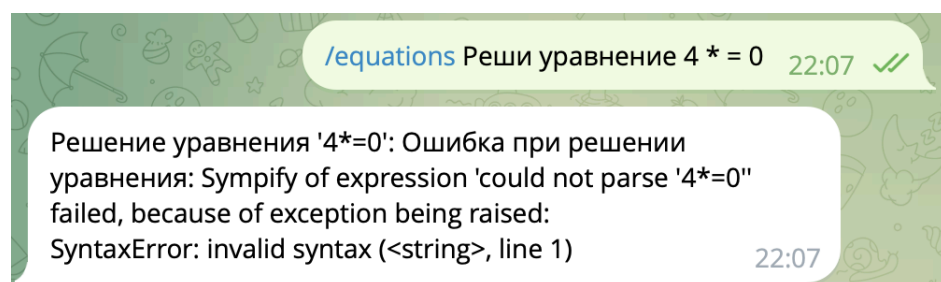 /equations Реши уравнение 4 * = 0 22:07
Решение уравнения '4*=0': Ошибка при решении
уравнения: Sympify of expression 'could not parse '4*=0''
failed, because of exception being raised:
SyntaxError: invalid syntax (<string>, line 1) 22:07